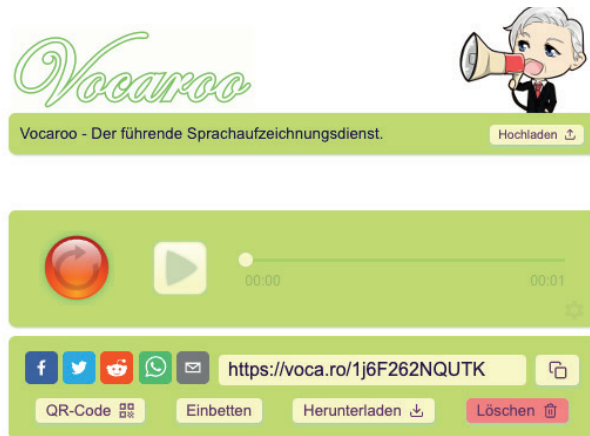 Vocaroo
Vocaroo - Der führende Sprachaufzeichnungsdienst.
Hochladen
00:00
00:01
https://voca.ro/1j6F262NQUTK
QR-Code
Einbetten
Herunterladen
Löschen